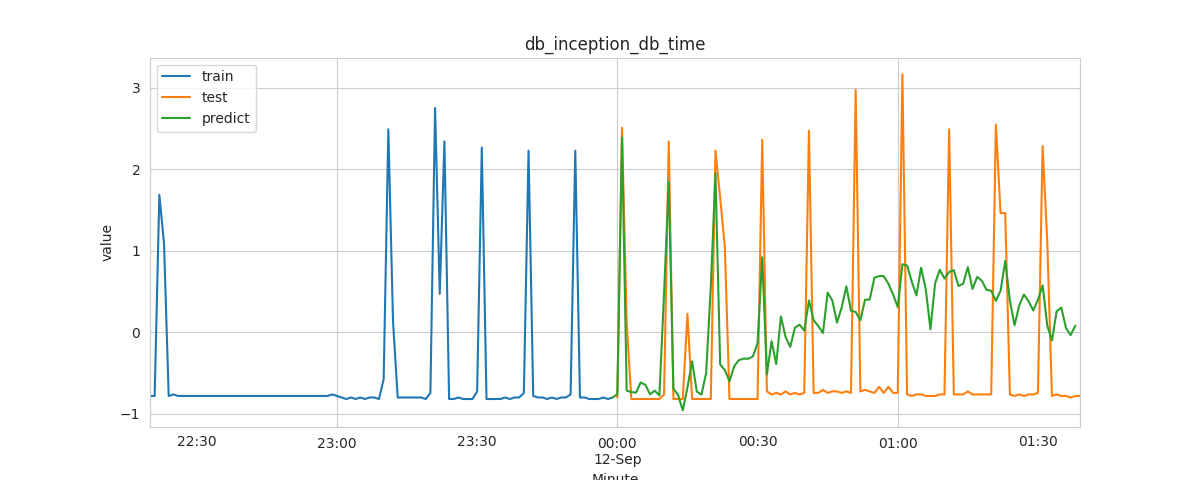 db_inception_db_time
train
test
predict
value
3
2
1
0
−1
22:30
23:00
23:30
00:00
00:30
01:00
01:30
12-Sep
Minute